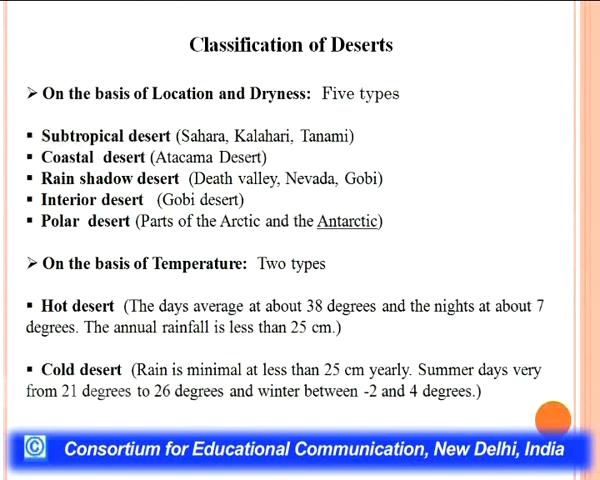 Classification of Deserts
➢ On the basis of Location and Dryness: Five types
▪ Subtropical desert (Sahara, Kalahari, Tanami)
▪ Coastal desert (Atacama Desert)
▪ Rain shadow desert (Death valley, Nevada, Gobi)
▪ Interior desert (Gobi desert)
▪ Polar desert (Parts of the Arctic and the Antarctic)
➢ On the basis of Temperature: Two types
▪ Hot desert (The days average at about 38 degrees and the nights at about 7
degrees. The annual rainfall is less than 25 cm.)
▪ Cold desert (Rain is minimal at less than 25 cm yearly. Summer days very
from 21 degrees to 26 degrees and winter between -2 and 4 degrees.)
© Consortium for Educational Communication, New Delhi, India